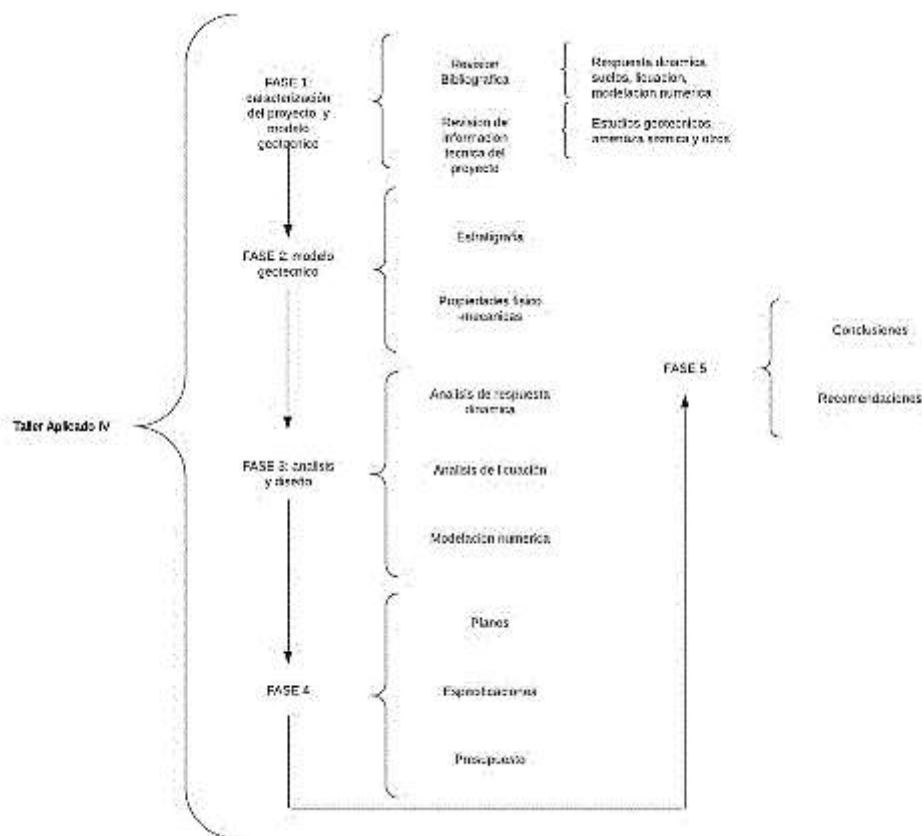 FASE 1:
caracterización
del proyecto y
modelo
geotecnico
Revision
Bibliografica
Respuesta dinamica
suelos, licuacion,
modelacion numerica
Revision de
informacion
tecnica del
proyecto
Estudios geotecnicos,
amenaza sismica y otros
FASE 2: modelo
geotecnico
Estratigrafia
Propiedades fisico
-mecanicas
Taller Aplicado IV
FASE 3: analisis
y diseño
Analisis de respuesta
dinamica
Analisis de licuación
Modelacion numerica
FASE 4
Planos
Especificaciones
Presupuesto
FASE 5
Conclusiones
Recomendaciones